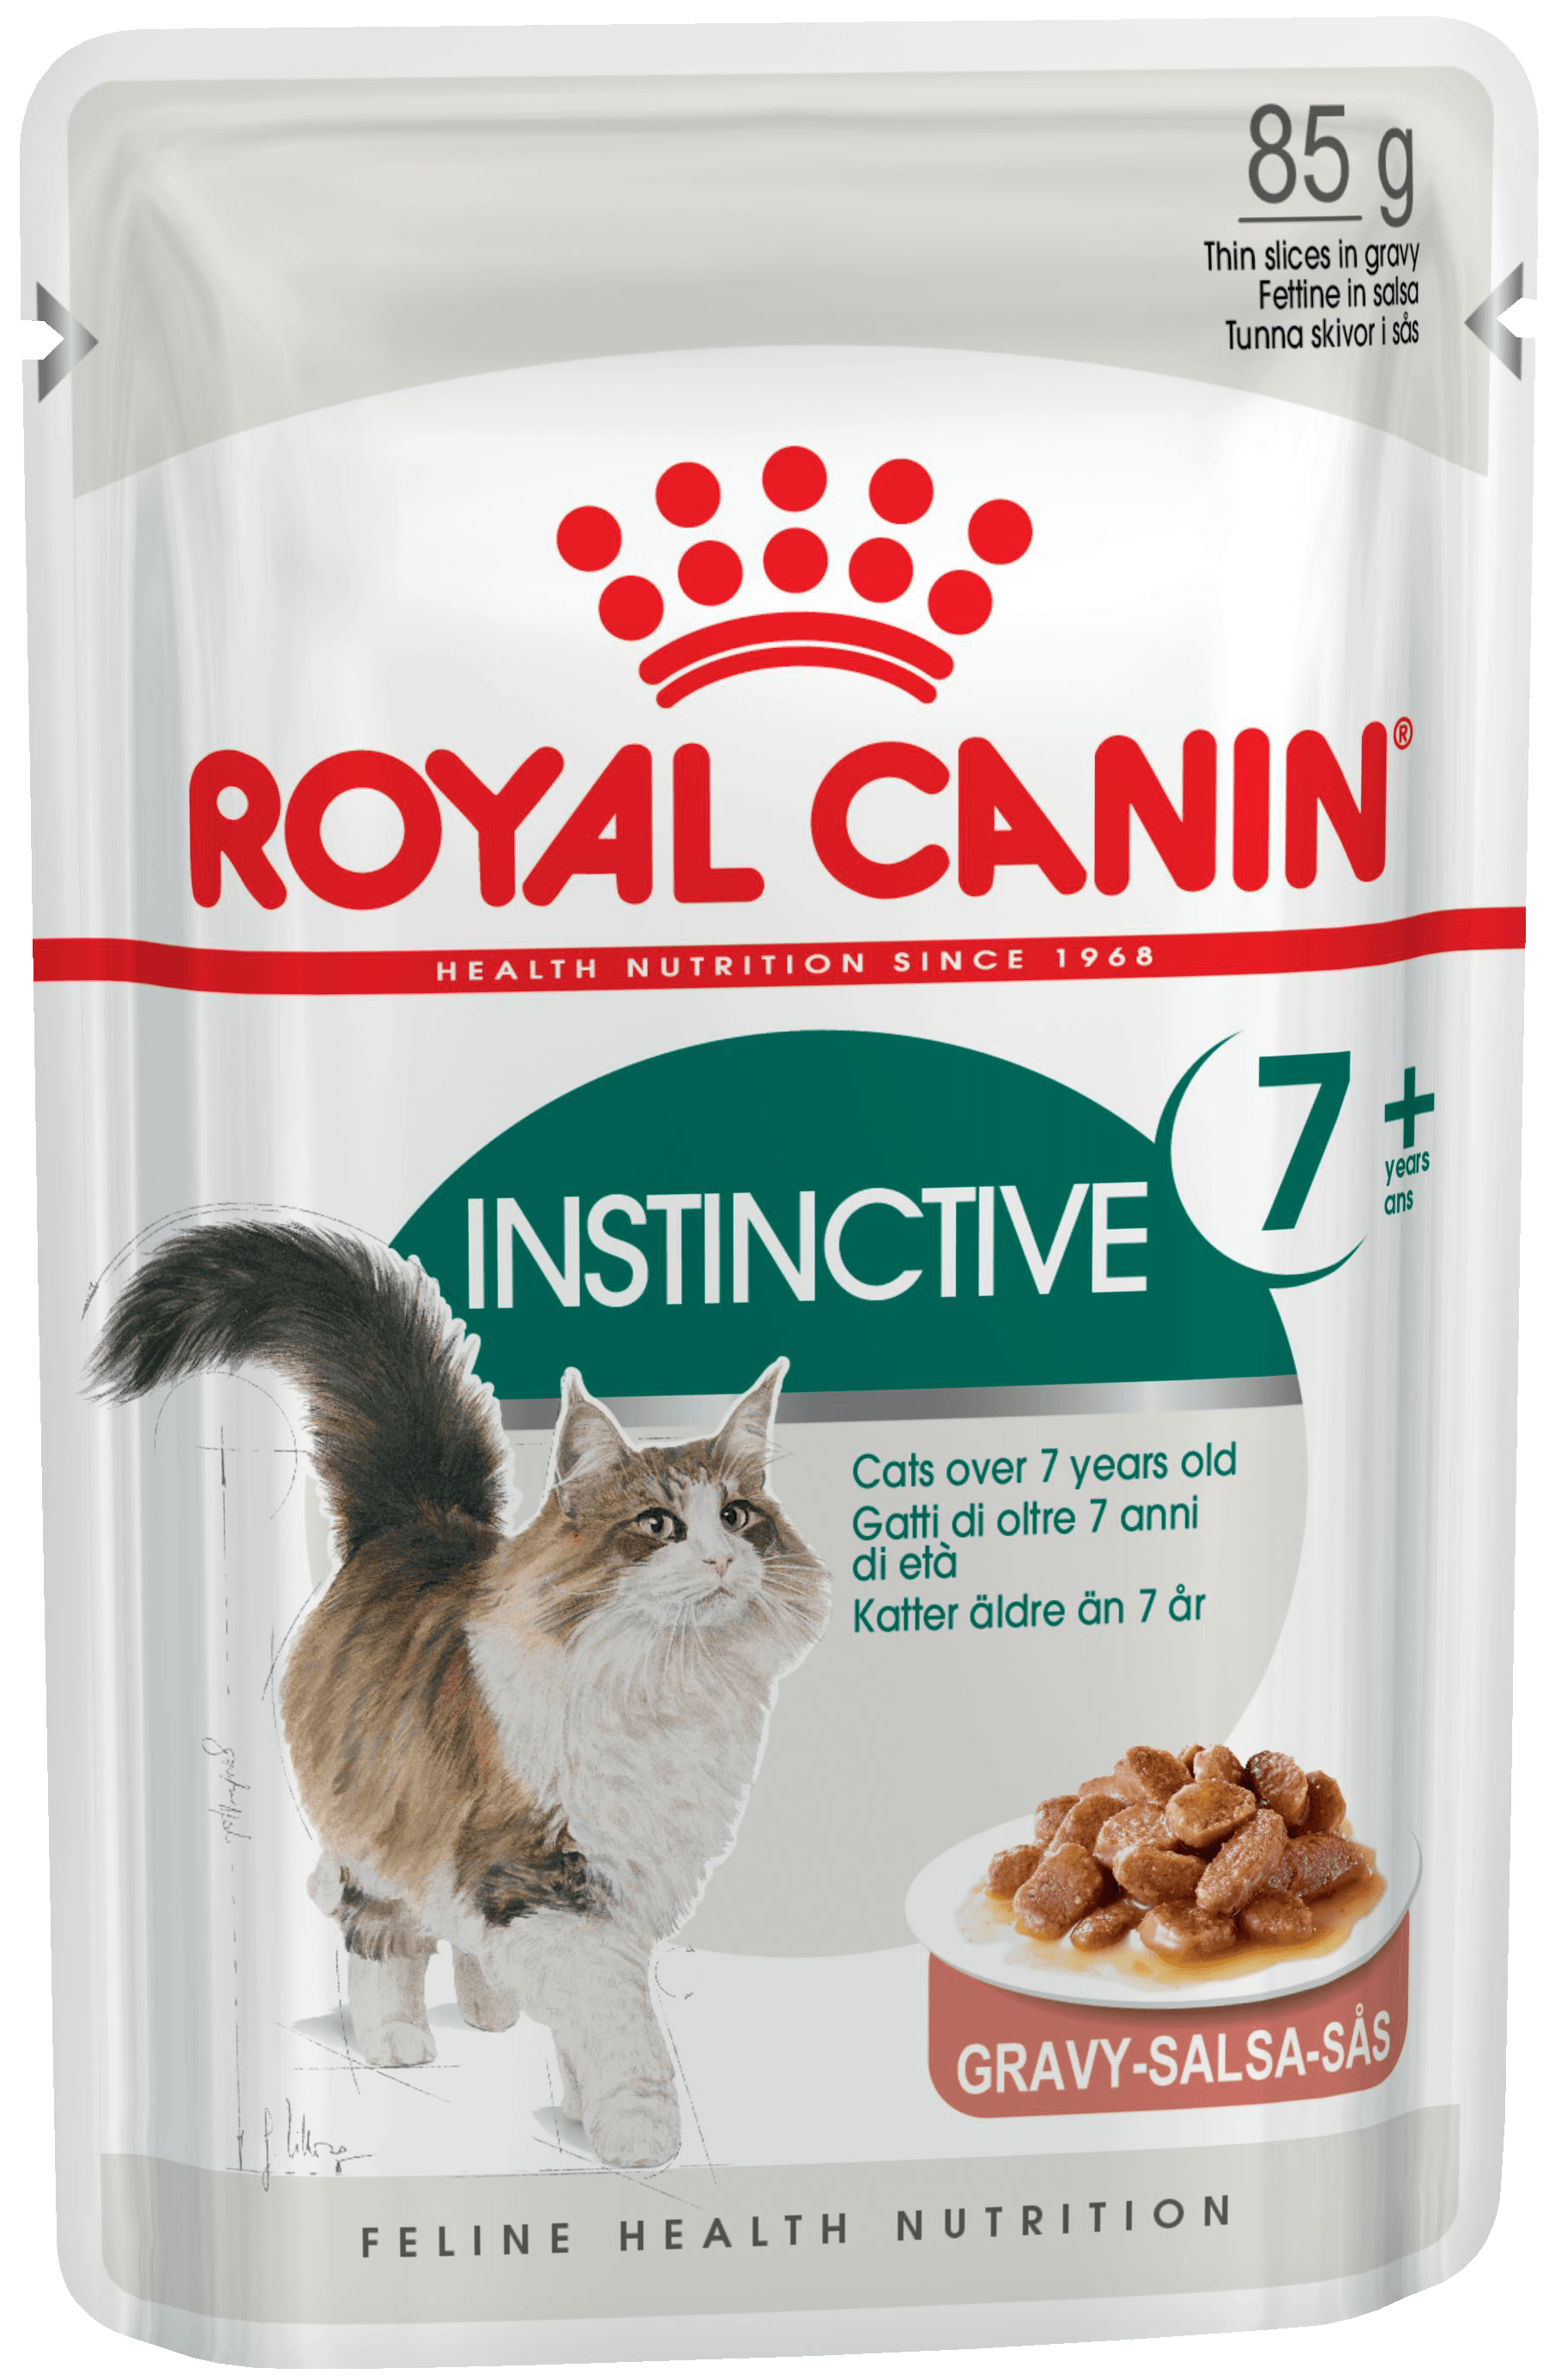 85 g
Thin slices in gravy
Fettine in salsa
Tunna skivor i sås
ROYAL CANIN®
HEALTH NUTRITION SINCE 1968
7+
years
ans
INSTINCTIVE
Cats over 7 years old
Gatti di oltre 7 anni
di età
Katter äldre än 7 år
GRAVY-SALSA-SÅS
FELINE HEALTH NUTRITION